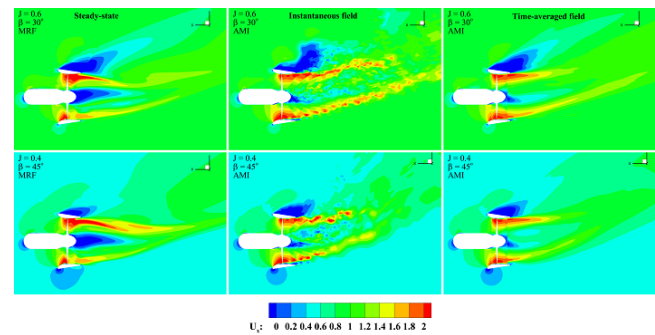 Steady-state
J = 0.6
β = 30°
MRF
Instantaneous field
J = 0.6
β = 30°
AMI
Time-averaged field
J = 0.6
β = 30°
AMI
J = 0.4
β = 45°
MRF
J = 0.4
β = 45°
AMI
J = 0.4
β = 45°
AMI
Uₓ: 0 0.2 0.4 0.6 0.8 1 1.2 1.4 1.6 1.8 2